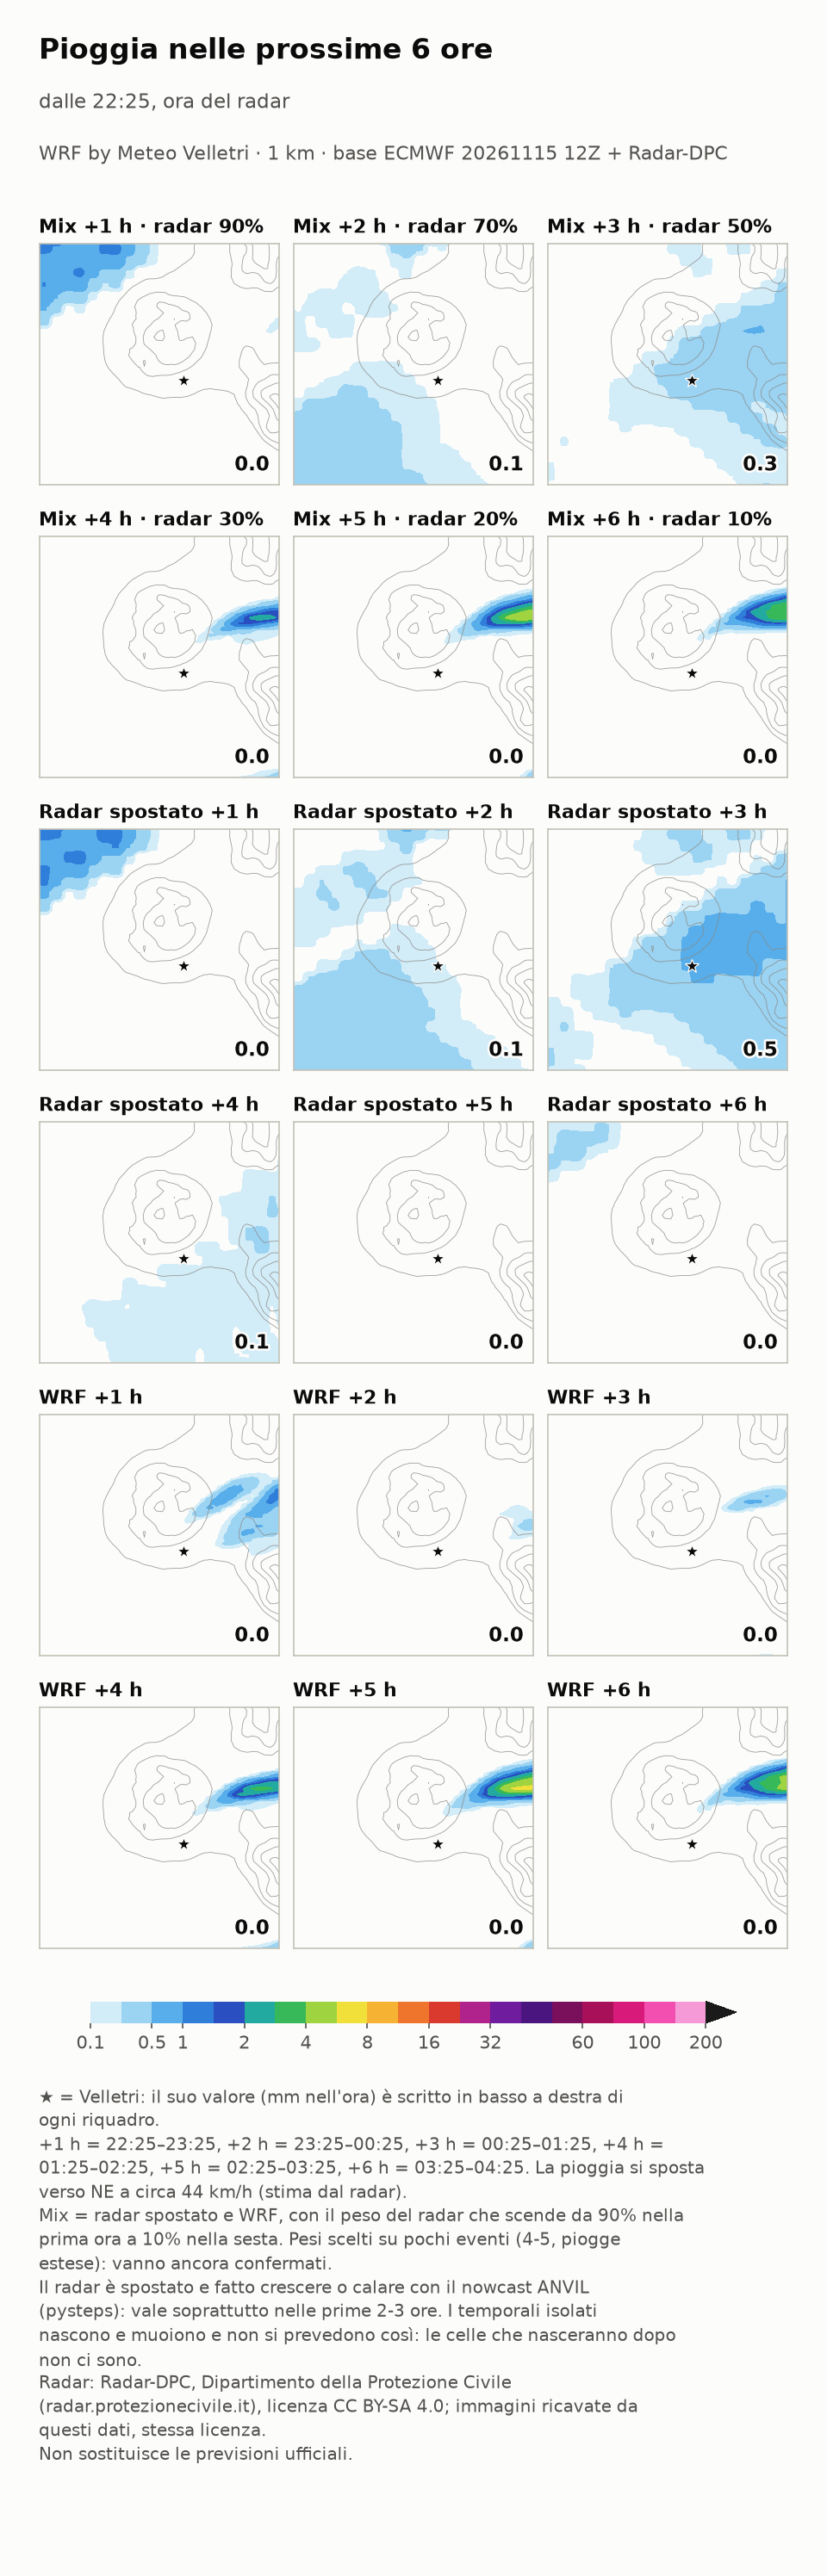 Pioggia nelle prossime 6 ore
dalle 22:25, ora del radar
WRF by Meteo Velletri · 1 km · base ECMWF 20261115 12Z + Radar-DPC
Mix +1 h · radar 90%
Mix +2 h · radar 70%
Mix +3 h · radar 50%
0.0
0.1
0.3
Mix +4 h · radar 30%
Mix +5 h · radar 20%
Mix +6 h · radar 10%
0.0
0.0
0.0
Radar spostato +1 h
Radar spostato +2 h
Radar spostato +3 h
0.0
0.1
0.5
Radar spostato +4 h
Radar spostato +5 h
Radar spostato +6 h
0.1
0.0
0.0
WRF +1 h
WRF +2 h
WRF +3 h
0.0
0.0
0.0
WRF +4 h
WRF +5 h
WRF +6 h
0.0
0.0
0.0
0.1 0.5 1 2 4 8 16 32 60 100 200
★ = Velletri: il suo valore (mm nell'ora) è scritto in basso a destra di
ogni riquadro.
+1 h = 22:25–23:25, +2 h = 23:25–00:25, +3 h = 00:25–01:25, +4 h =
01:25–02:25, +5 h = 02:25–03:25, +6 h = 03:25–04:25. La pioggia si sposta
verso NE a circa 44 km/h (stima dal radar).
Mix = radar spostato e WRF, con il peso del radar che scende da 90% nella
prima ora a 10% nella sesta. Pesi scelti su pochi eventi (4-5, piogge
estese): vanno ancora confermati.
Il radar è spostato e fatto crescere o calare con il nowcast ANVIL
(pysteps): vale soprattutto nelle prime 2-3 ore. I temporali isolati
nascono e muoiono e non si prevedono così: le celle che nasceranno dopo
non ci sono.
Radar: Radar-DPC, Dipartimento della Protezione Civile
(radar.protezionecivile.it), licenza CC BY-SA 4.0; immagini ricavate da
questi dati, stessa licenza.
Non sostituisce le previsioni ufficiali.